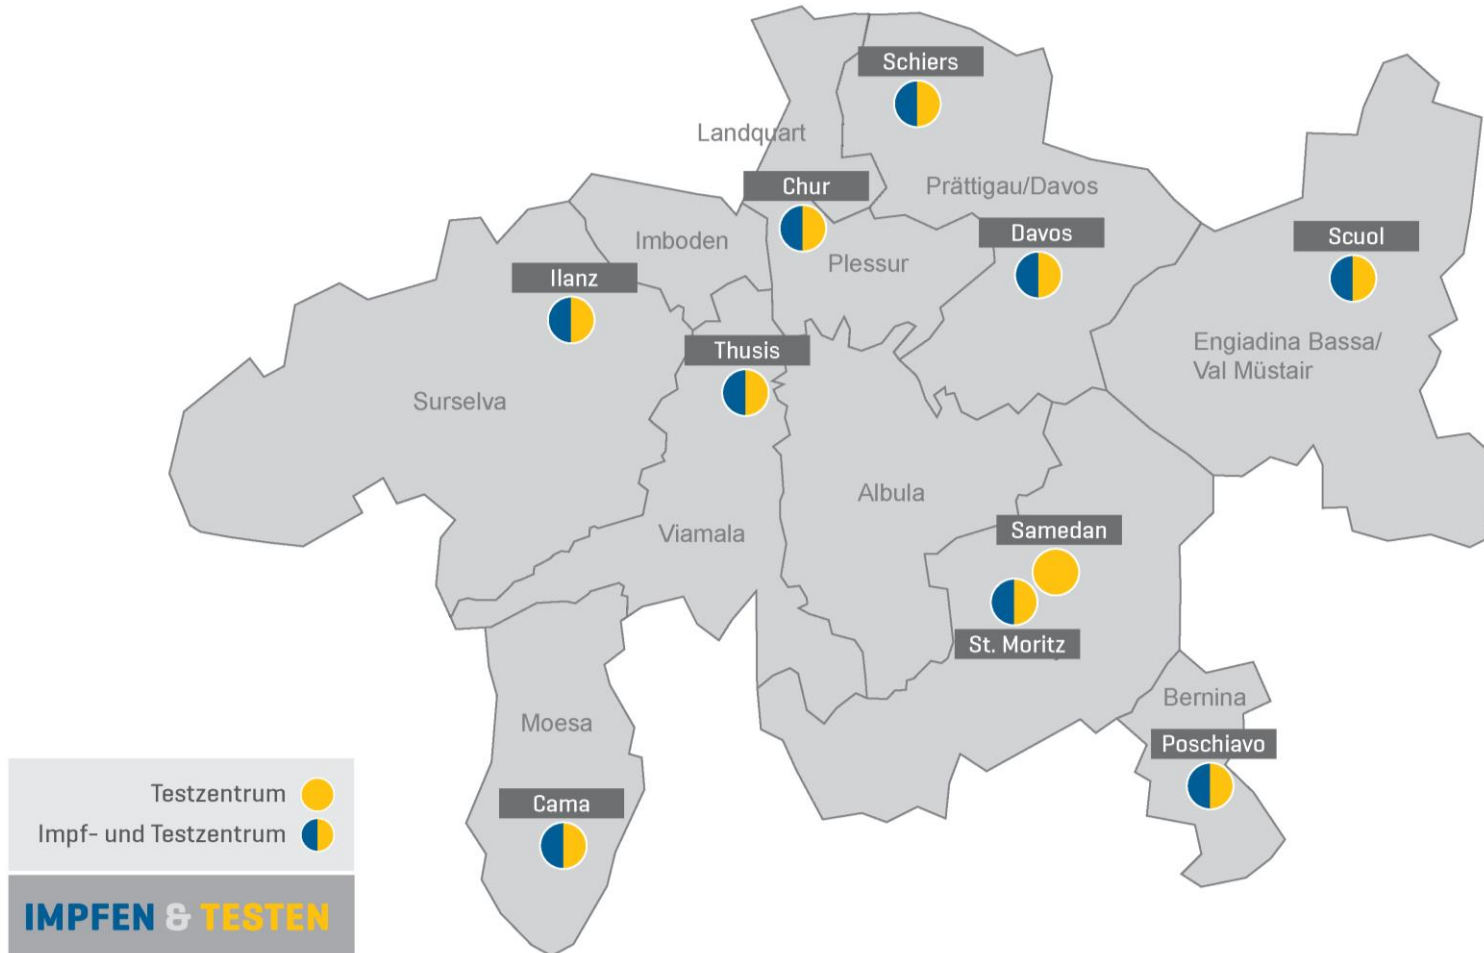 Schiers
Landquart
Chur
Prättigau/Davos
Imboden
Davos
Scuol
Plessur
Ilanz
Thusis
Engiadina Bassa/
Val Müstair
Surselva
Albula
Viamala
Samedan
St. Moritz
Bernina
Moesa
Poschiavo
Cama
Testzentrum
Impf- und Testzentrum
IMPFEN & TESTEN